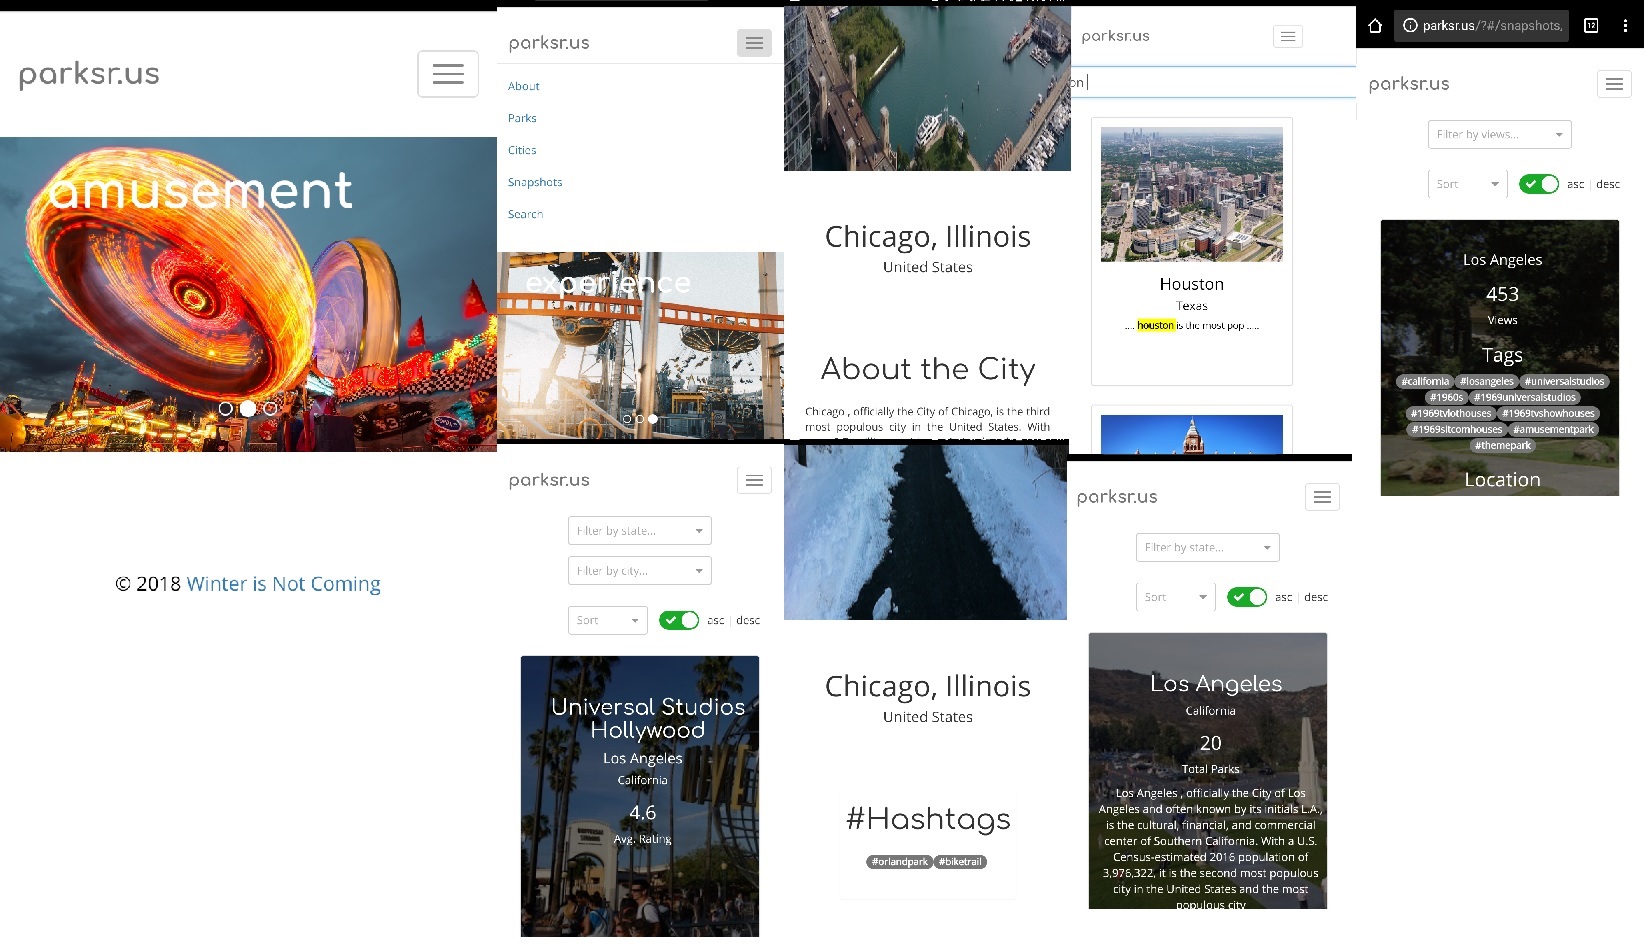 parksr.us
amusement
© 2018 Winter is Not Coming
parksr.us
About
Parks
Cities
Snapshots
Search
experience
parksr.us
Filter by state...
Filter by city...
Sort
asc | desc
Universal Studios
Hollywood
Los Angeles
California
4.6
Avg. Rating
Chicago, Illinois
United States
About the City
Chicago , officially the City of Chicago, is the third
most populous city in the United States. With
Chicago, Illinois
United States
#Hashtags
#orlandpark #biketrail
parksr.us
on
Houston
Texas
.... houston is the most pop .....
parksr.us
Filter by state...
Sort
asc | desc
Los Angeles
California
20
Total Parks
Los Angeles , officially the City of Los
Angeles and often known by its initials L.A.,
is the cultural, financial, and commercial
center of Southern California. With a U.S.
Census-estimated 2016 population of
3,976,322, it is the second most populous
city in the United States and the most
populous city
parksr.us/?#/snapshots,
12
parksr.us
Filter by views...
Sort
asc | desc
Los Angeles
453
Views
Tags
#california #losangeles #universalstudios
#1960s #1969universalstudios
#1969tvlothouses #1969tvshowhouses
#1969sitcomhouses #amusementpark
#themepark
Location